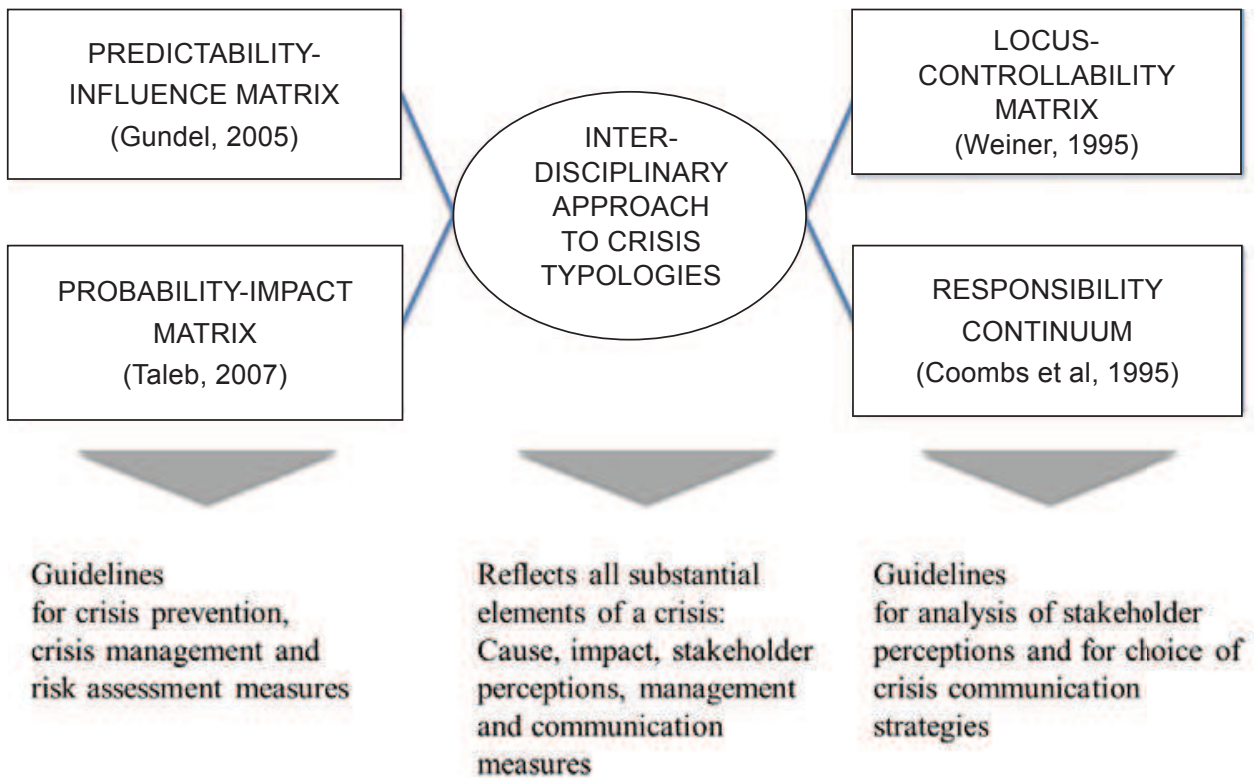 PREDICTABILITY-
INFLUENCE MATRIX
(Gundel, 2005)
PROBABILITY-IMPACT
MATRIX
(Taleb, 2007)
INTER-
DISCIPLINARY
APPROACH
TO CRISIS
TYPOLOGIES
LOCUS-
CONTROLLABILITY
MATRIX
(Weiner, 1995)
RESPONSIBILITY
CONTINUUM
(Coombs et al, 1995)
Guidelines
for crisis prevention,
crisis management and
risk assessment measures
Reflects all substantial
elements of a crisis:
Cause, impact, stakeholder
perceptions, management
and communication
measures
Guidelines
for analysis of stakeholder
perceptions and for choice of
crisis communication
strategies